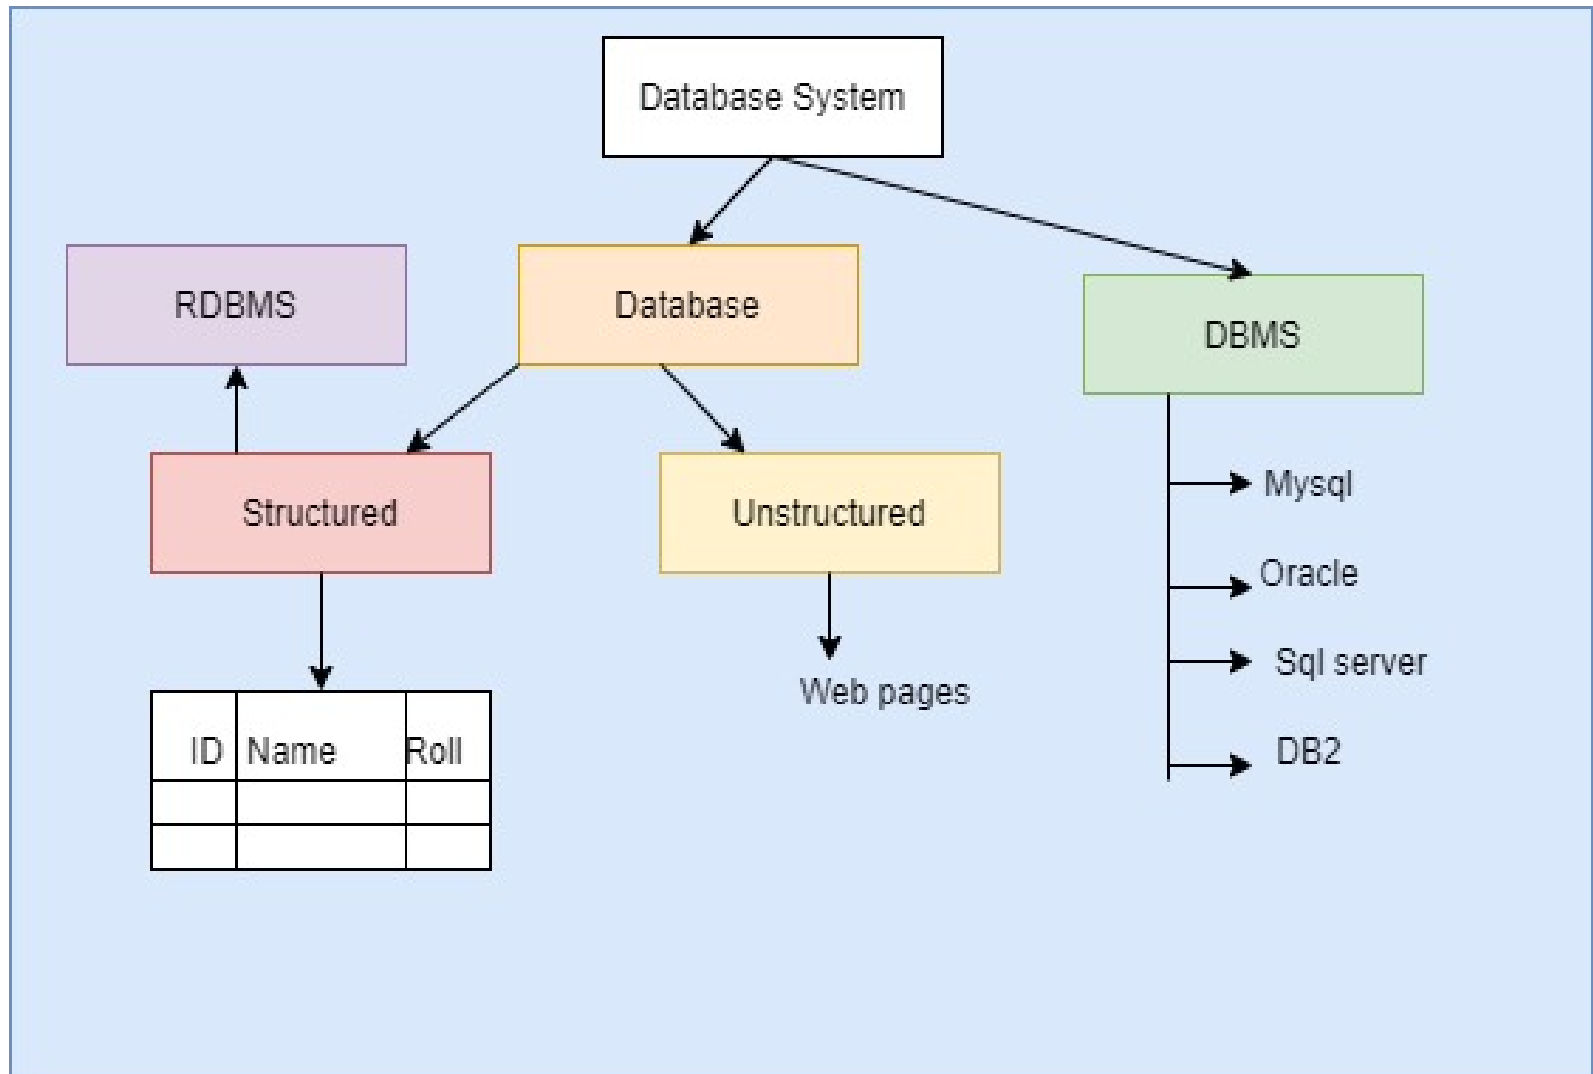 Database System
RDBMS
Database
DBMS
Structured
Unstructured
Mysql
Oracle
Sql server
DB2
Web pages
ID Name Roll